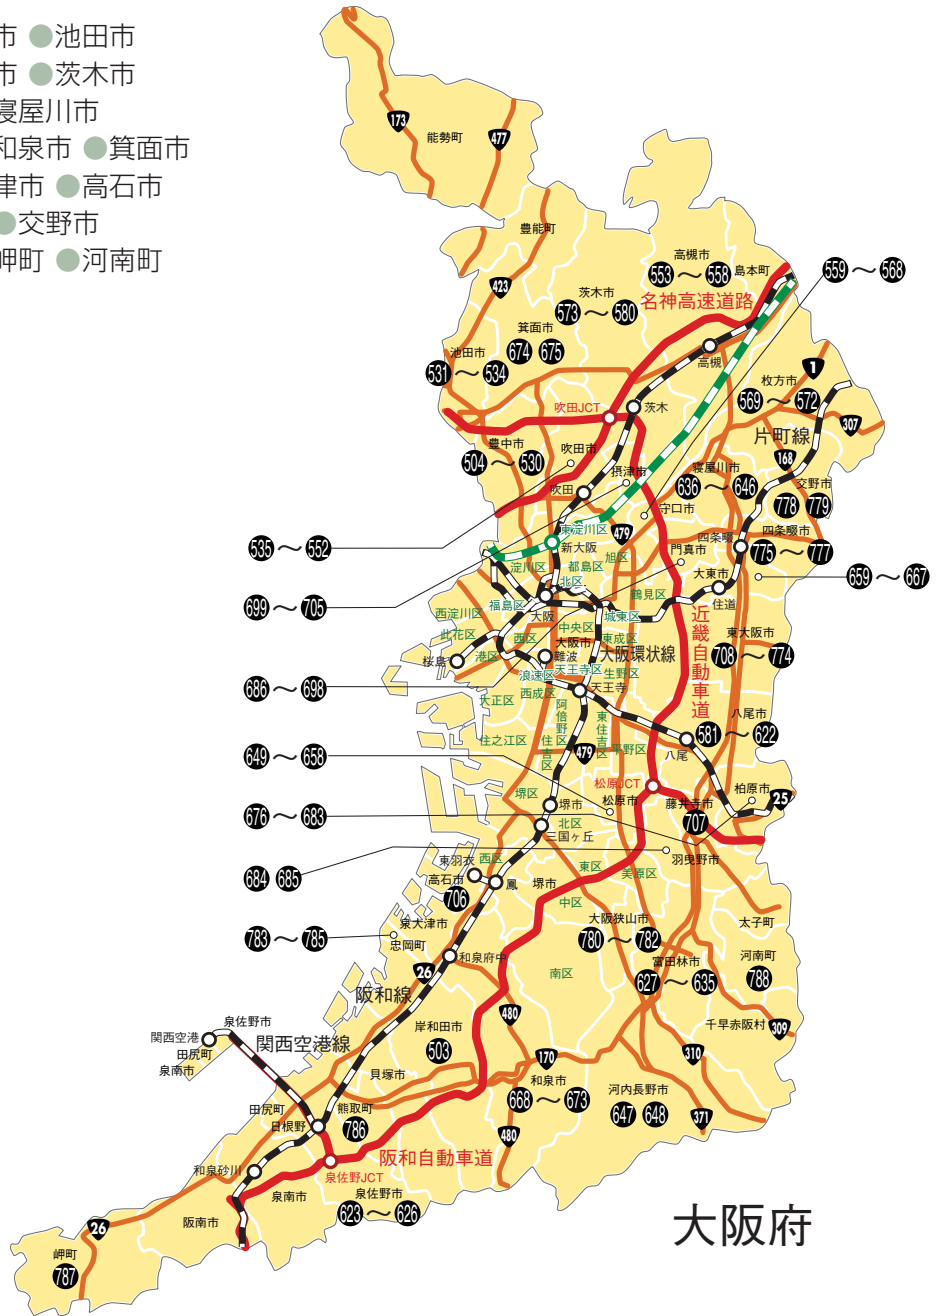 市 ●池田市
市 ●茨木市
寝屋川市
和泉市 ●箕面市
津市 ●高石市
●交野市
岬町 ●河南町
173
能勢町
477
豊能町
高槻市
553 ～ 558
島本町
559 ～ 568
423
茨木市
573 ～ 580
名神高速道路
箕面市
674 675
池田市
531 ～ 534
高槻
1
枚方市
569 ～ 572
吹田JCT
茨木
307
片町線
豊中市
504 ～ 530
吹田市
168
摂津市
寝屋川市
636 ～ 646
交野市
778 779
吹田
守口市
東淀川区
479
四条畷
四条畷市
775 ～ 777
535 ～ 552
新大阪
旭区
門真市
淀川区
都島区
北区
大東市
659 ～ 667
699 ～ 705
福島区
鶴見区
住道
西淀川区
大阪
城東区
此花区
西区
中央区
東成区
近畿自動車道
東大阪市
708 ～ 774
大阪市
難波
大阪環状線
桜島
港区
浪速区
天王寺区
生野区
686 ～ 698
大正区
西成区
天王寺
阿倍野区
東住吉区
八尾市
581 ～ 622
住之江区
住吉区
479
平野区
八尾
649 ～ 658
松原JCT
柏原市
25
堺区
堺市
松原市
藤井寺市
707
676 ～ 683
北区
三国ヶ丘
東羽衣
西区
羽曳野市
684 685
高石市
706
鳳
堺市
東区
美原区
中区
泉大津市
大阪狭山市
780 ～ 782
太子町
783 ～ 785
忠岡町
和泉府中
河南町
788
26
南区
富田林市
627 ～ 635
阪和線
480
千早赤阪村
309
泉佐野市
岸和田市
503
関西空港
関西空港線
田尻町
泉南市
310
170
貝塚市
和泉市
668 ～ 673
河内長野市
647 648
田尻町
熊取町
786
371
日根野
480
阪和自動車道
和泉砂川
泉佐野JCT
泉南市
泉佐野市
623 ～ 626
阪南市
大阪府
26
岬町
787